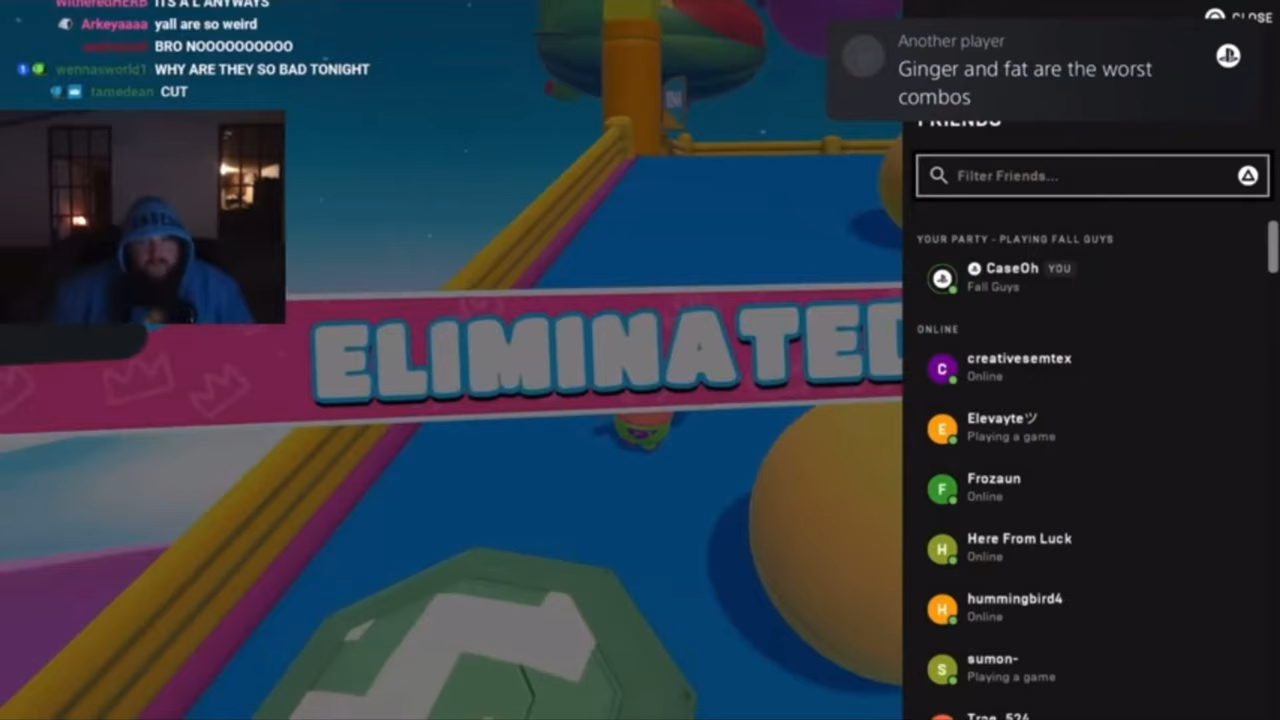 WitheredHERB ITS A L ANYWAYS
Arkeyaaaa yall are so weird
BRO NOOOOOOOOOO
wennasworld1 WHY ARE THEY SO BAD TONIGHT
tamedean CUT
ELIMINATED
CLOSE
Another player
Ginger and fat are the worst
combos
FRIENDS
Filter Friends...
YOUR PARTY - PLAYING FALL GUYS
CaseOh YOU
Fall Guys
ONLINE
C
creativesemtex
Online
E
Elevayteツ
Playing a game
F
Frozaun
Online
H
Here From Luck
Online
H
hummingbird4
Online
S
sumon-
Playing a game
Trae_524